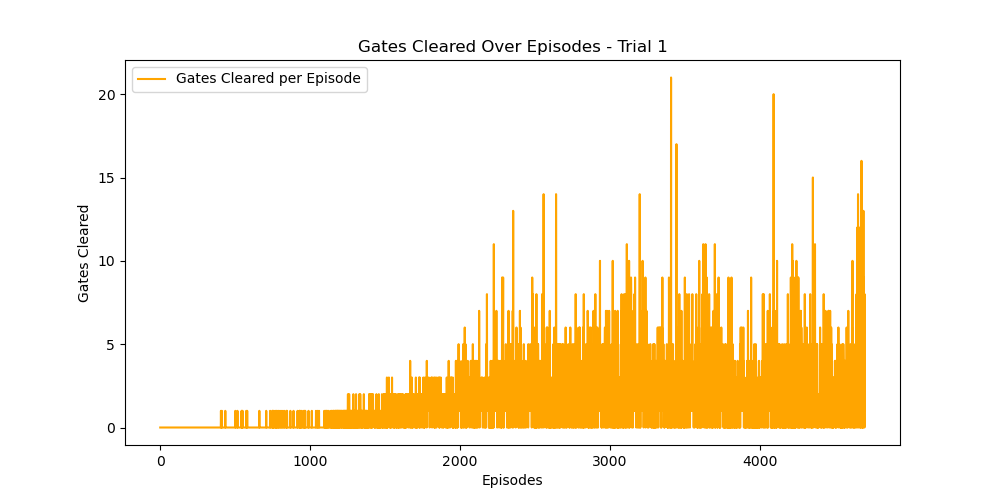 Gates Cleared Over Episodes - Trial 1
Gates Cleared per Episode
20
15
10
5
0
Gates Cleared
0 1000 2000 3000 4000
Episodes